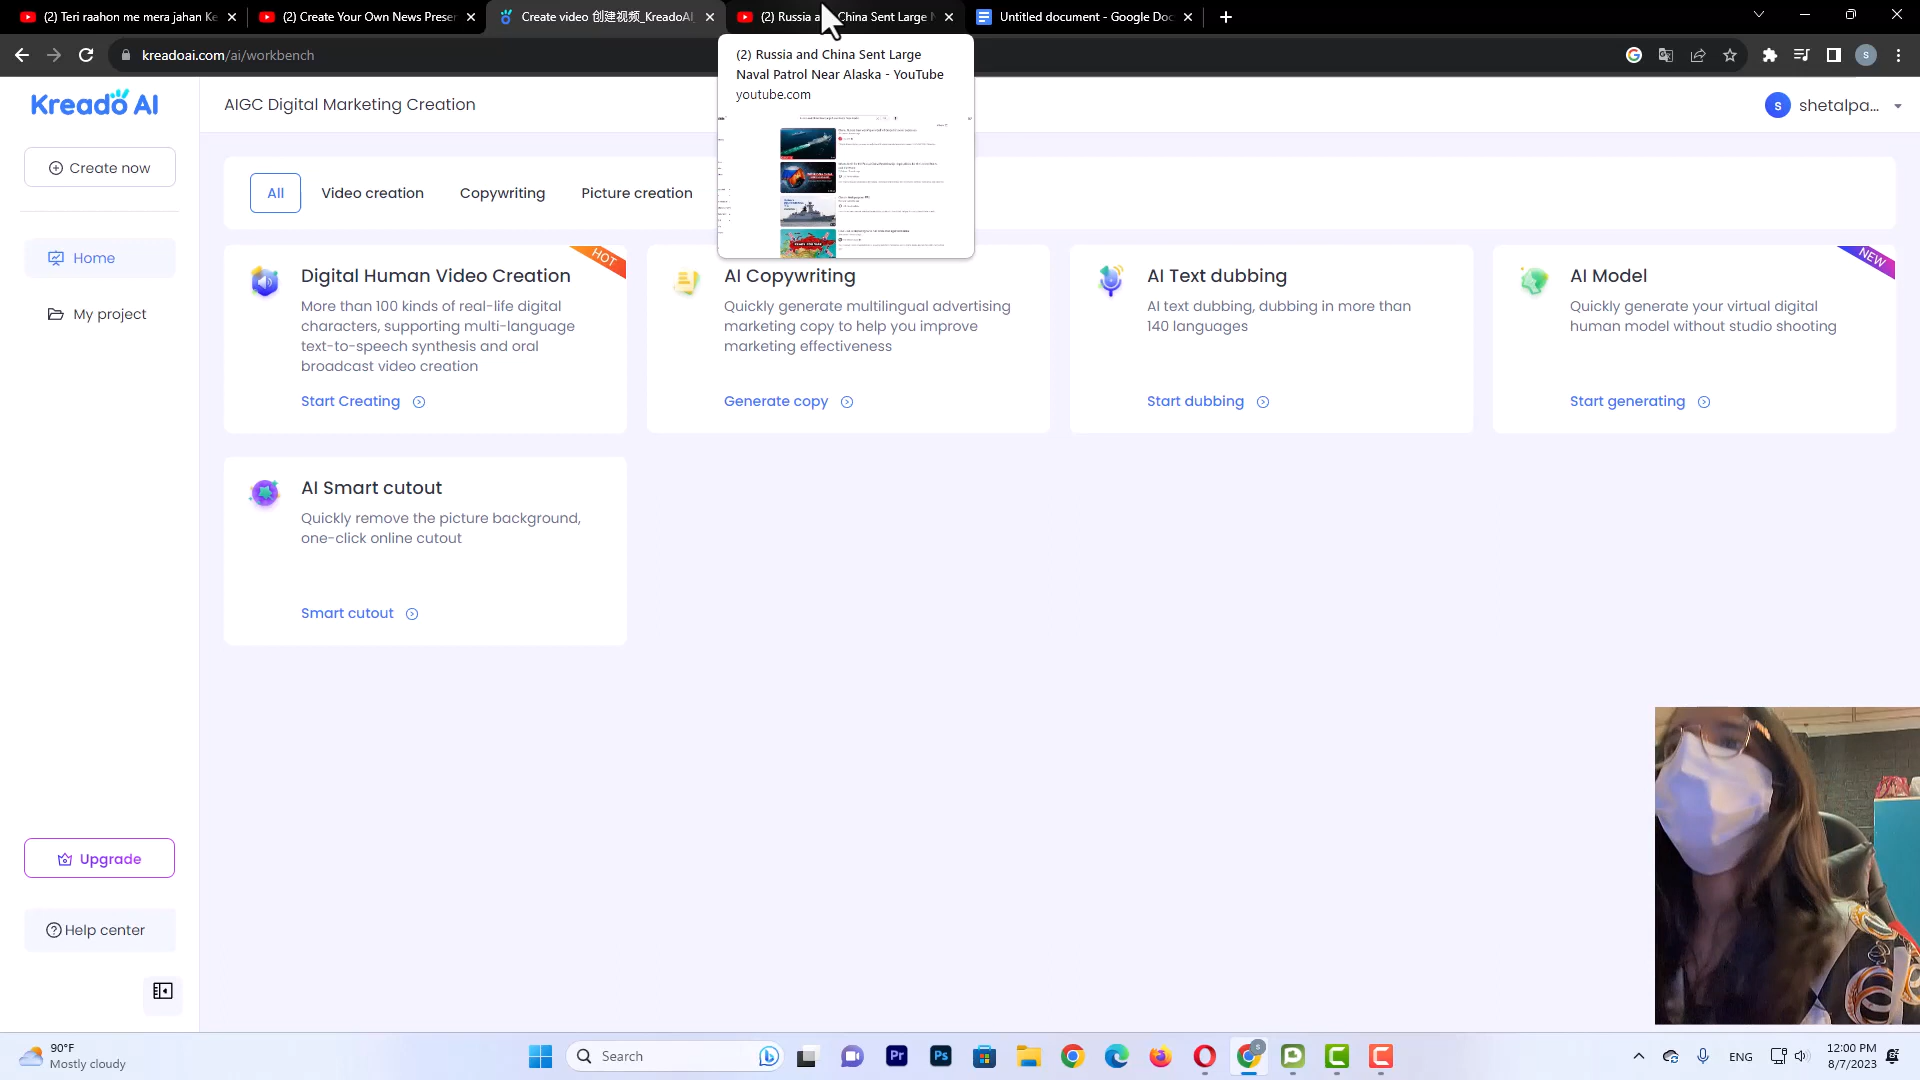 (2) Teri raahon me mera jahan Ke
(2) Create Your Own News Preser
Create video 创建视频_KreadoAI
(2) Russia a China Sent Large N
Untitled document - Google Doc
kreadoai.com/ai/workbench
(2) Russia and China Sent Large
Naval Patrol Near Alaska - YouTube
youtube.com
Kreado AI
AIGC Digital Marketing Creation
s
shetalpa...
Create now
All
Video creation
Copywriting
Picture creation
Home
My project
HOT
Digital Human Video Creation
More than 100 kinds of real-life digital
characters, supporting multi-language
text-to-speech synthesis and oral
broadcast video creation
Start Creating
AI Copywriting
Quickly generate multilingual advertising
marketing copy to help you improve
marketing effectiveness
Generate copy
AI Text dubbing
AI text dubbing, dubbing in more than
140 languages
Start dubbing
NEW
AI Model
Quickly generate your virtual digital
human model without studio shooting
Start generating
AI Smart cutout
Quickly remove the picture background,
one-click online cutout
Smart cutout
Upgrade
Help center
90°F
Mostly cloudy
Search
Pr
Ps
ENG
12:00 PM
8/7/2023